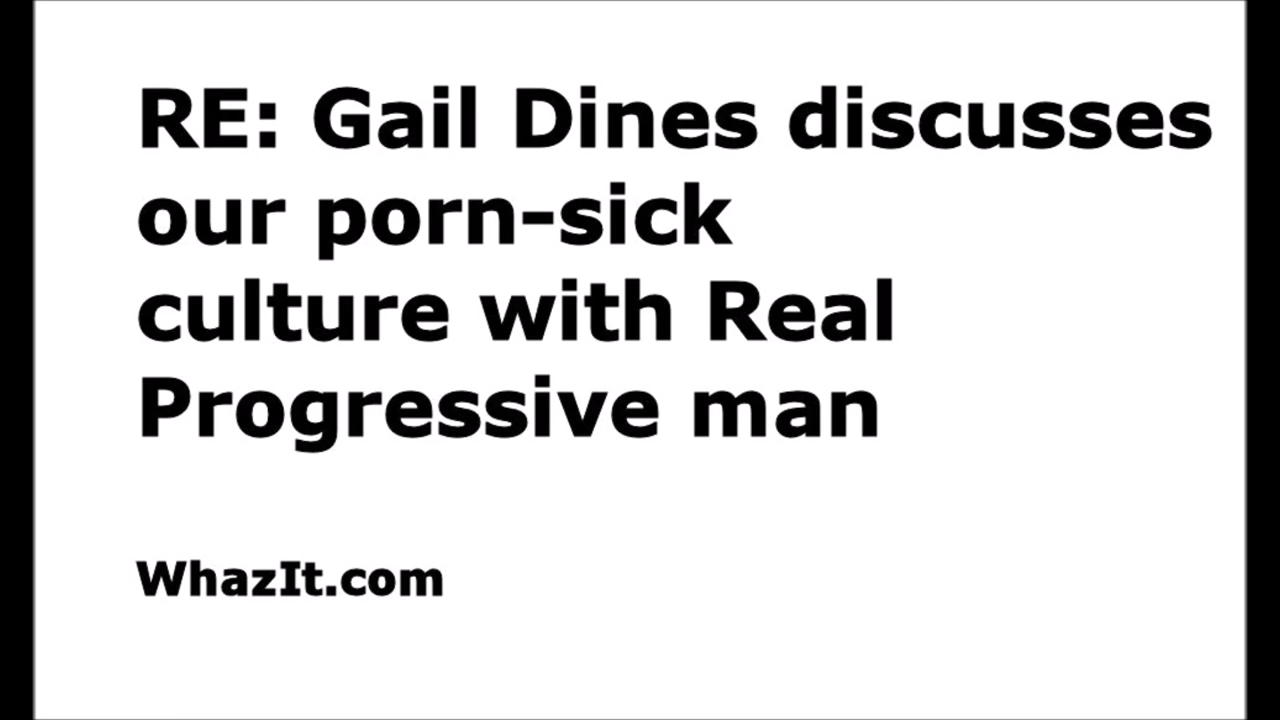 RE: Gail Dines discusses
our porn-sick
culture with Real
Progressive man
WhazIt.com